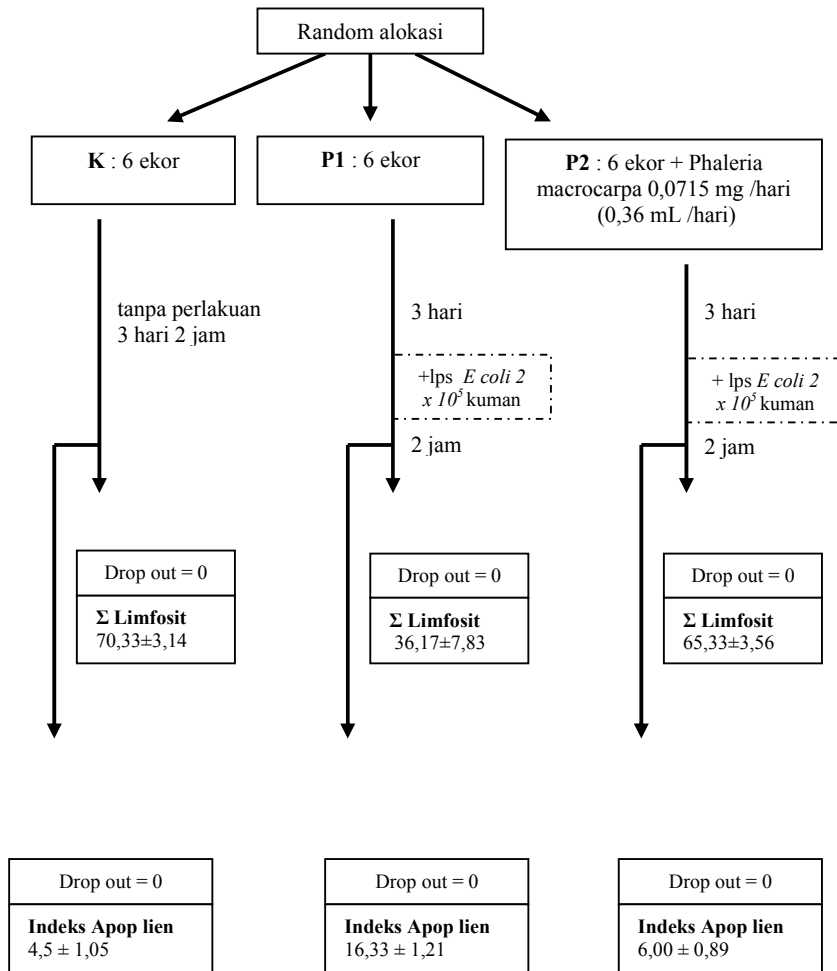 Random alokasi
K : 6 ekor
P1 : 6 ekor
P2 : 6 ekor + Phaleria
macrocarpa 0,0715 mg /hari
(0,36 mL /hari)
tanpa perlakuan
3 hari 2 jam
3 hari
+lps E coli 2
x 10⁵ kuman
2 jam
3 hari
+ lps E coli 2
x 10⁵ kuman
2 jam
Drop out = 0
Σ Limfosit
70,33±3,14
Drop out = 0
Σ Limfosit
36,17±7,83
Drop out = 0
Σ Limfosit
65,33±3,56
Drop out = 0
Indeks Apop lien
4,5 ± 1,05
Drop out = 0
Indeks Apop lien
16,33 ± 1,21
Drop out = 0
Indeks Apop lien
6,00 ± 0,89